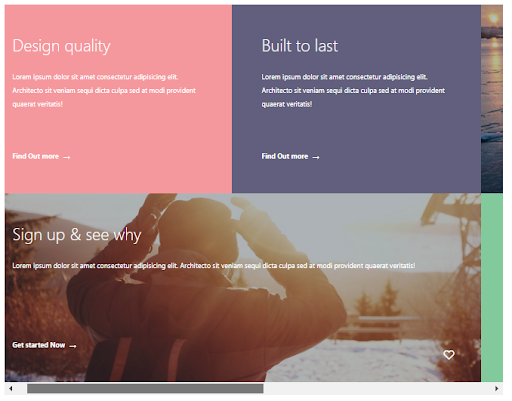 Design quality
Lorem ipsum dolor sit amet consectetur adipisicing elit.
Architecto sit veniam sequi dicta culpa sed at modi provident
quaerat veritatis!
Find Out more →
Built to last
Lorem ipsum dolor sit amet consectetur adipisicing elit.
Architecto sit veniam sequi dicta culpa sed at modi provident
quaerat veritatis!
Find Out more →
Sign up & see why
Lorem ipsum dolor sit amet consectetur adipisicing elit. Architecto sit veniam sequi dicta culpa sed at modi provident quaerat veritatis!
Get started Now →